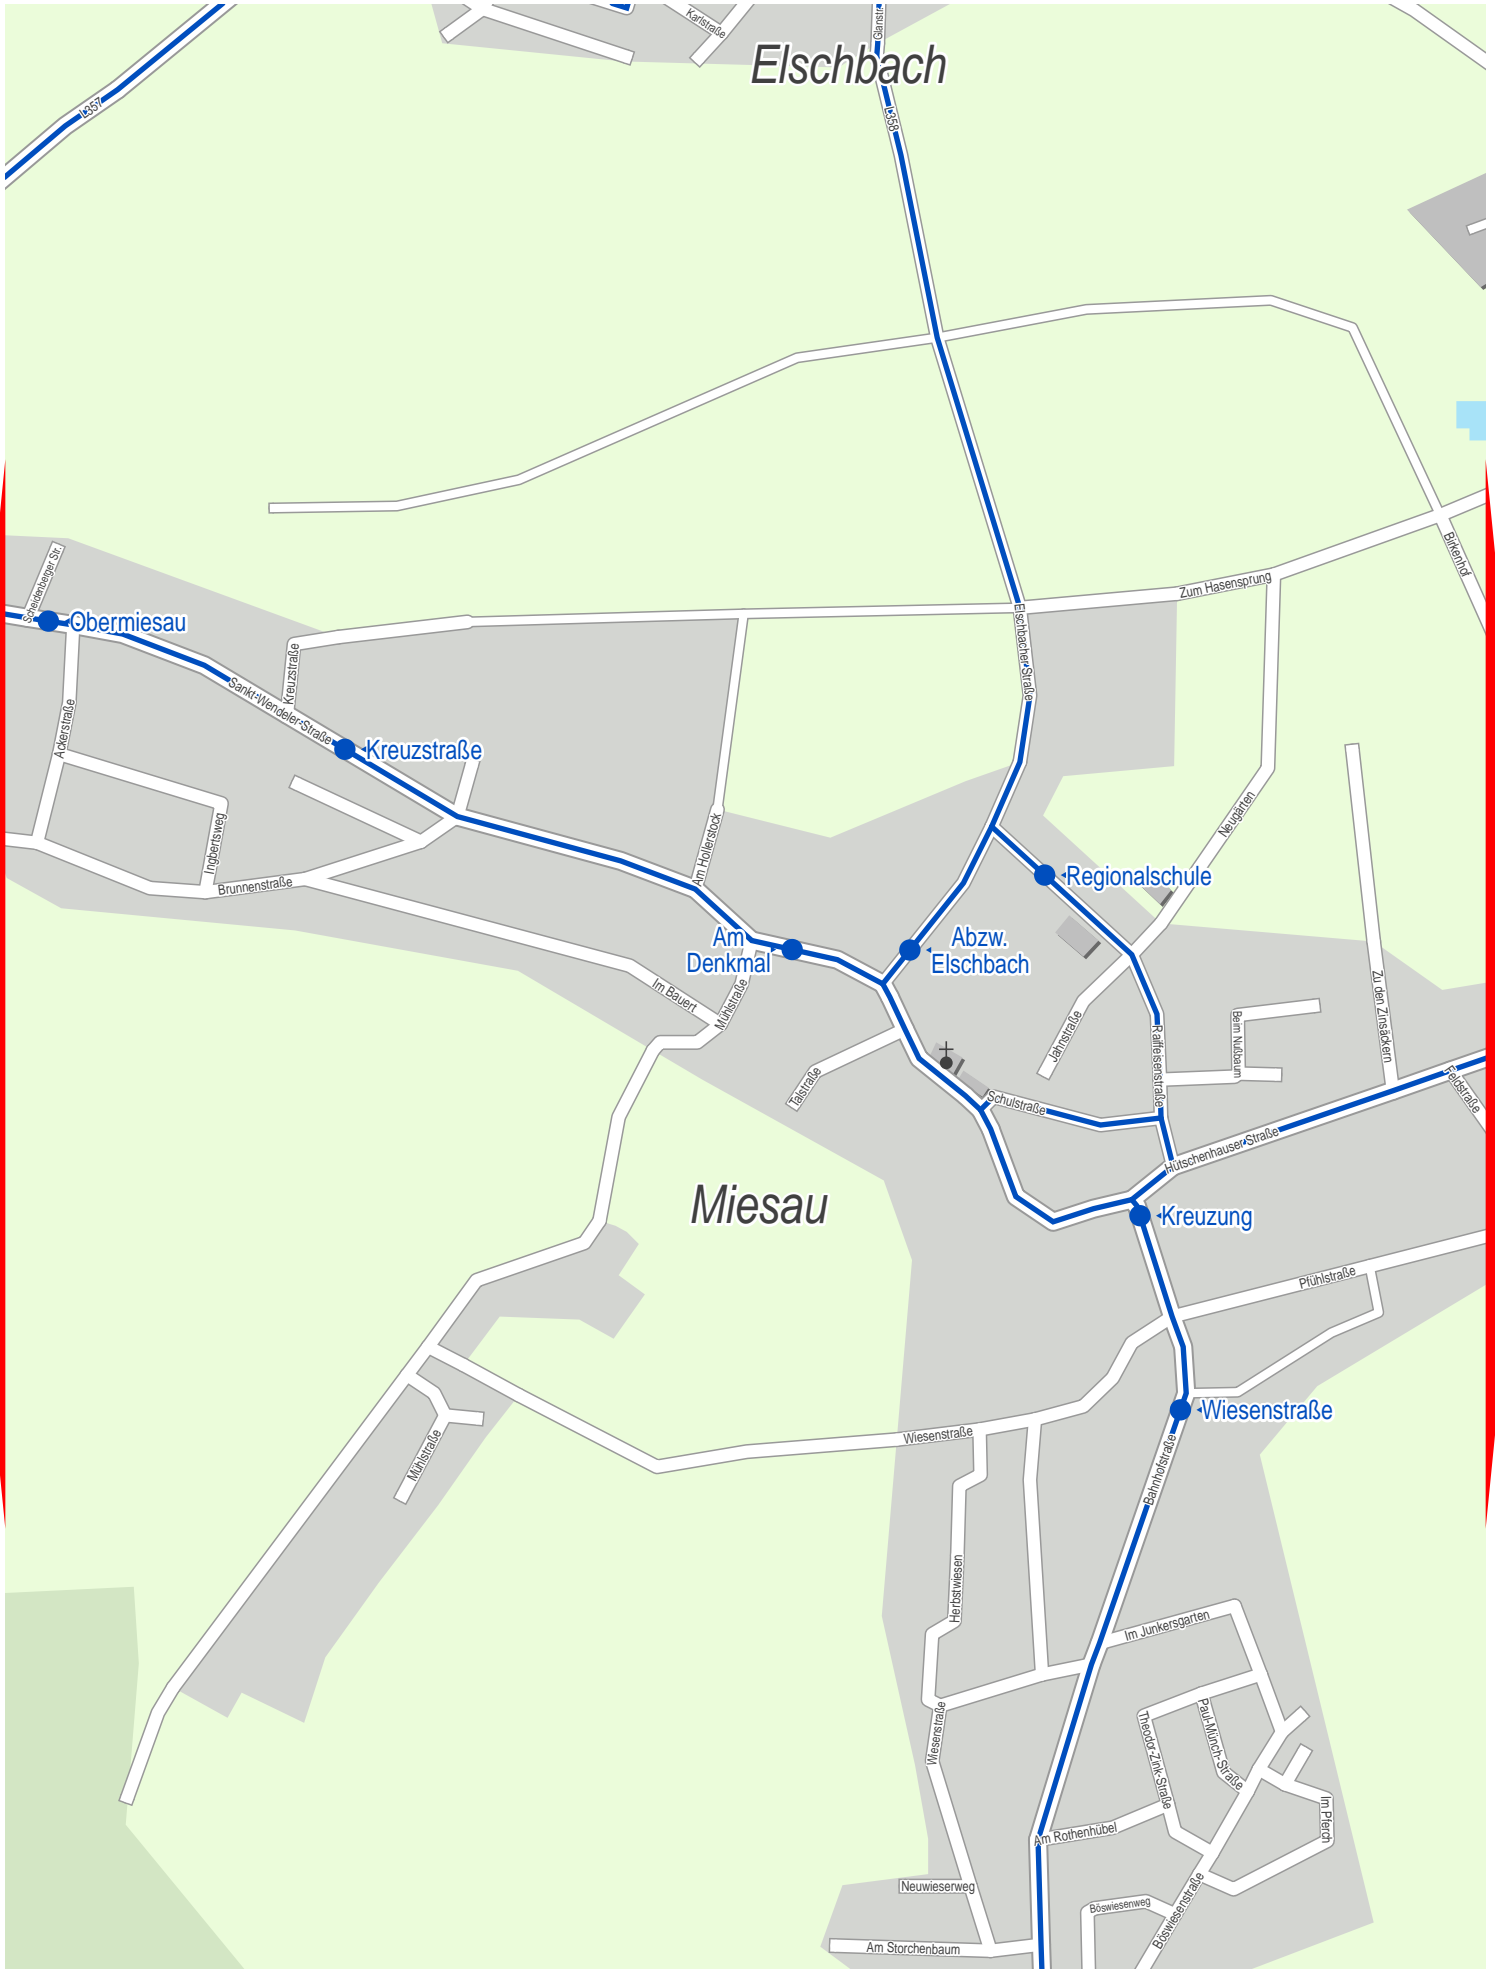 Karlstraße
Glanstr
Elschbach
L357
L358
Birkenhof
Scheidenberger Str.
Zum Hasensprung
Obermiesau
Elschbacher Straße
Kreuzstraße
Sankt-Wendeler-Straße
Ackerstraße
Kreuzstraße
Ingbertsweg
Am Hollerstock
Neugärten
Regionalschule
Brunnenstraße
Am
Denkmal
Abzw.
Elschbach
Im Bauert
Mühlstraße
Zu den Zinsäckern
Jahnstraße
Raiffeisenstraße
Beim Nußbaum
Talstraße
Schulstraße
Feldstraße
Hütschenhauser Straße
Miesau
Kreuzung
Pfühlstraße
Wiesenstraße
Wiesenstraße
Mühlstraße
Bahnhofstraße
Herbstwiesen
Im Junkersgarten
Wiesenstraße
Theodor-Zink-Straße
Paul-Münch-Straße
Im Pferch
Am Rothenhübel
Neuwieserweg
Böswiesenweg
Böswiesenstraße
Am Storchenbaum